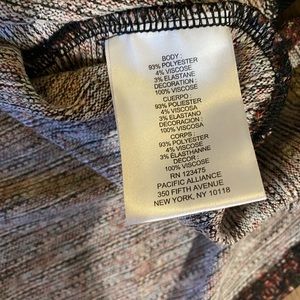 BODY :
93% POLYESTER
4% VISCOSE
3% ELASTANE
DECORATION :
100% VISCOSE
CUERPO :
93% POLIESTER
4% VISCOSA
3% ELASTANO
DECORACION :
100% VISCOSA
CORPS :
93% POLYESTER
4% VISCOSE
3% ELASTHANNE
DECOR :
100% VISCOSE
RN 123475
PACIFIC ALLIANCE
350 FIFTH AVENUE
NEW YORK, NY 10118